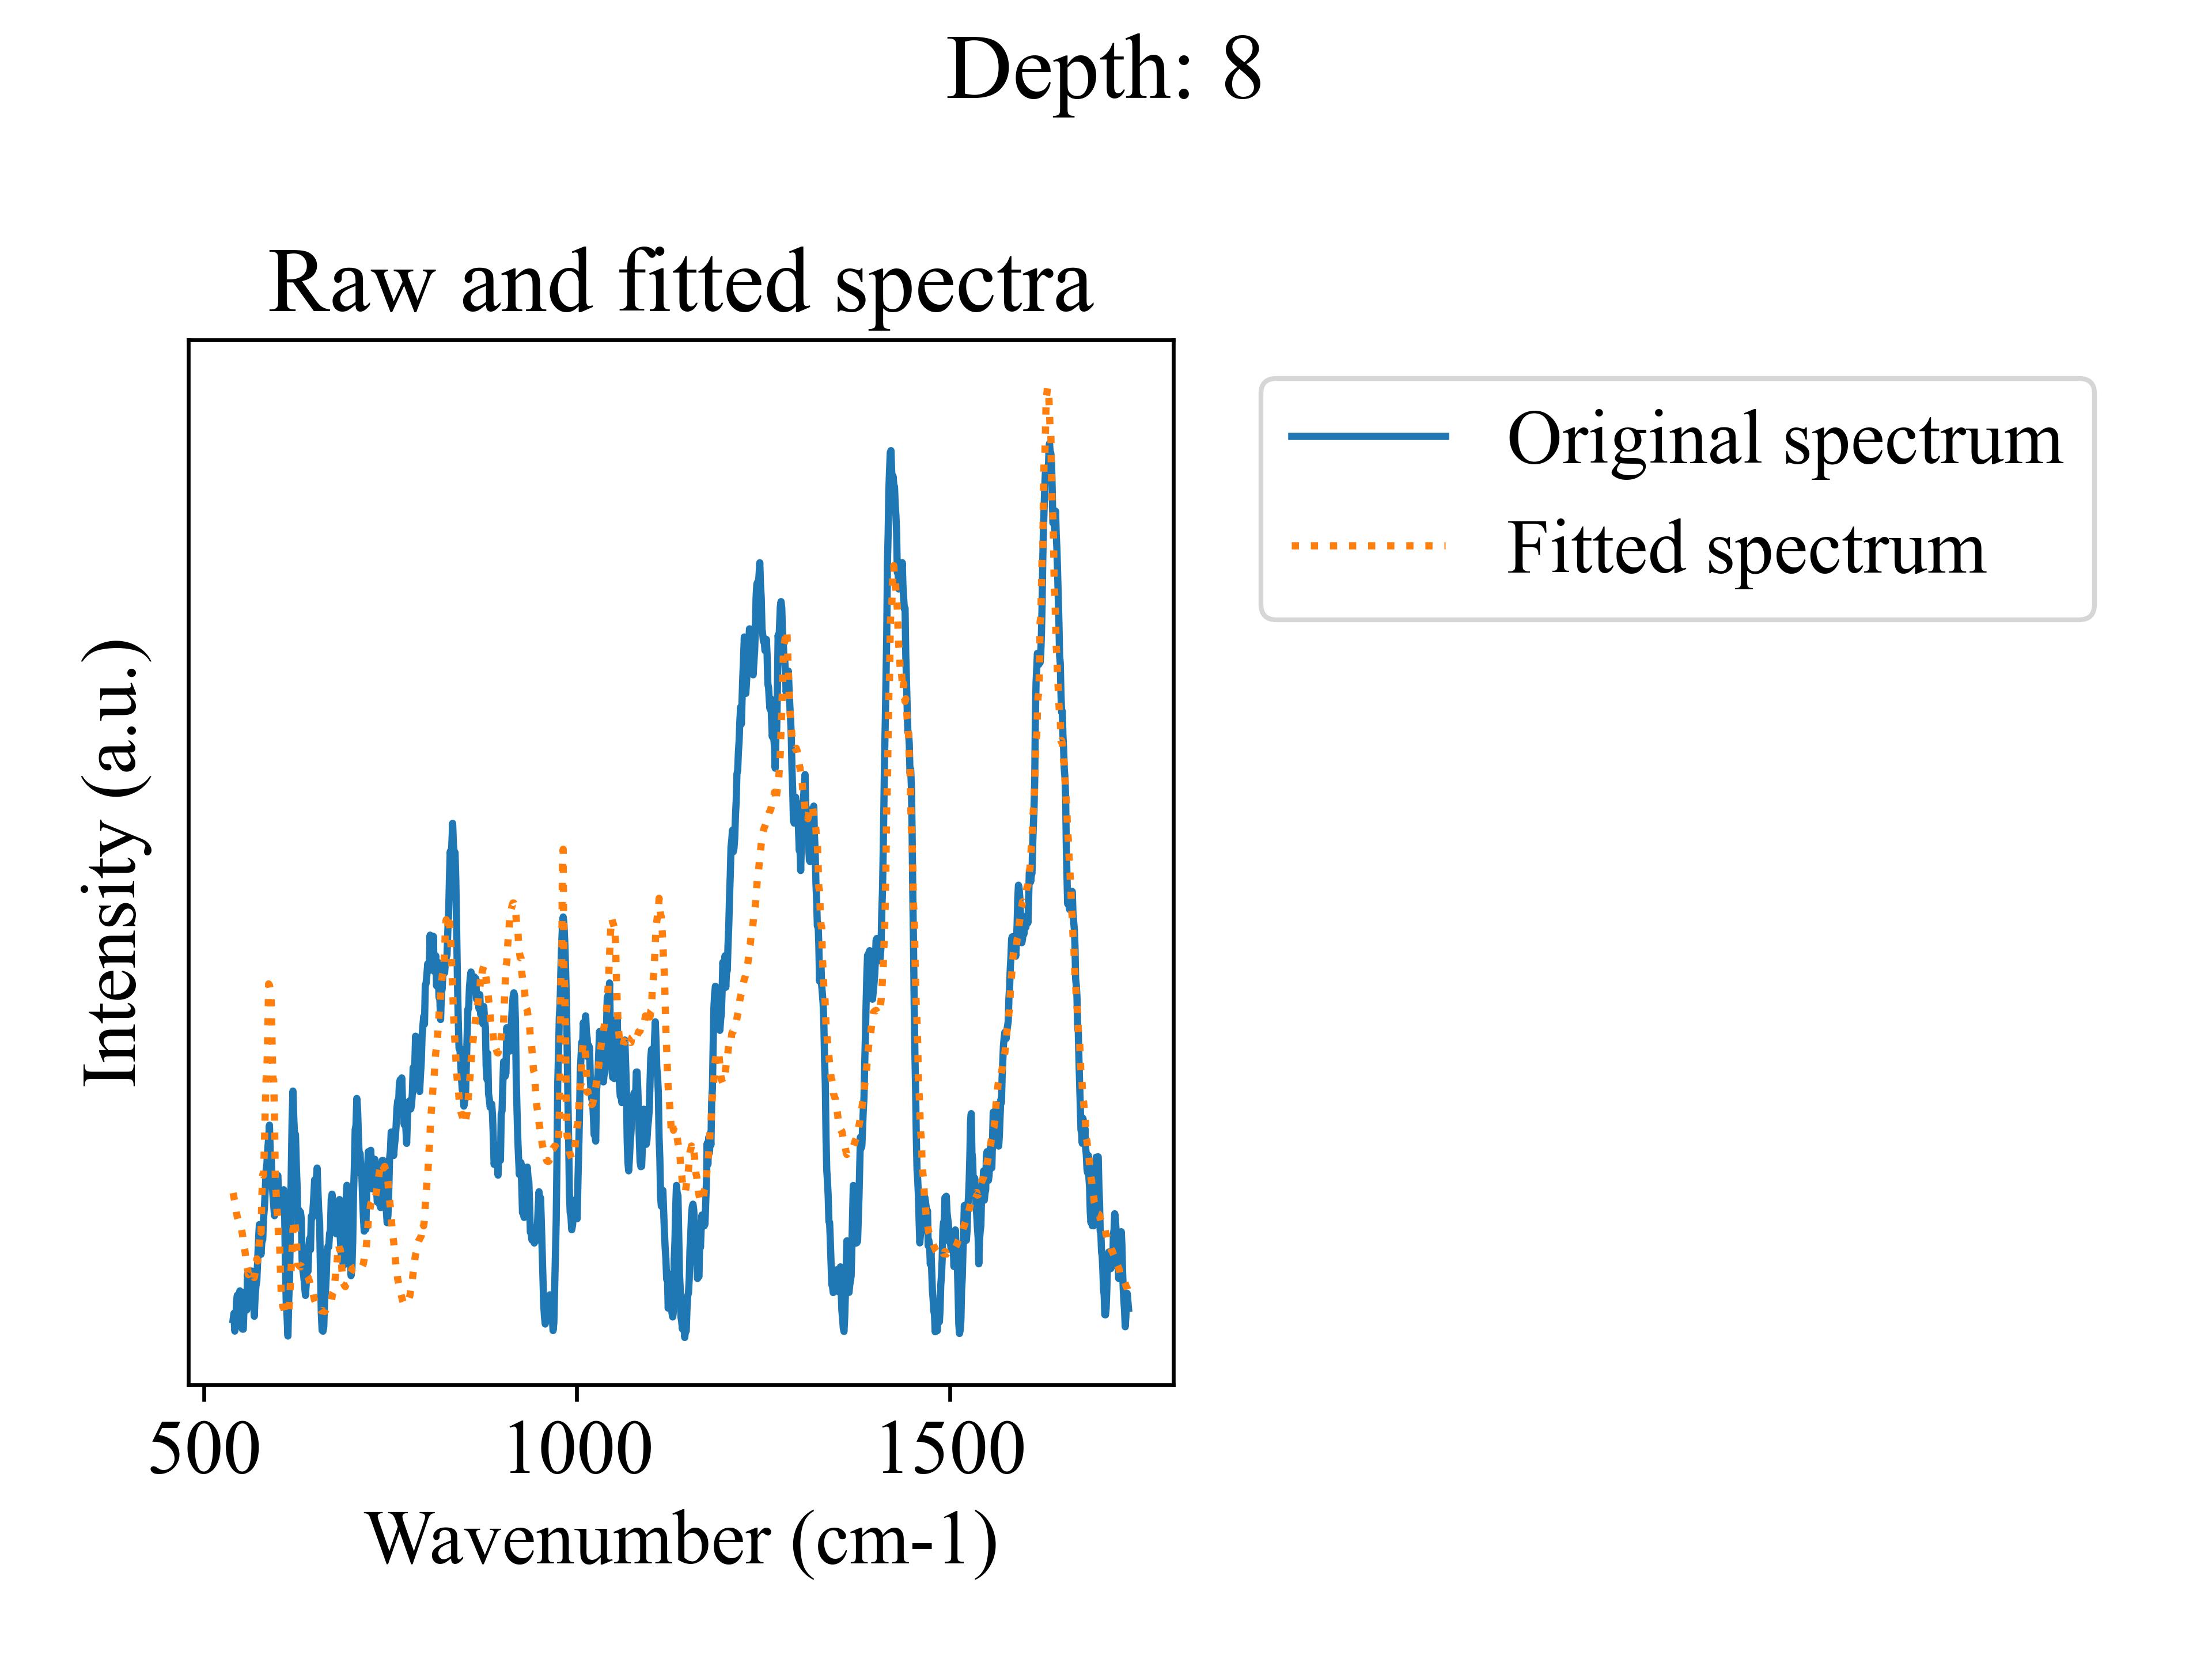 Depth: 8
Raw and fitted spectra
Original spectrum
Fitted spectrum
Intensity (a.u.)
500 1000 1500
Wavenumber (cm-1)